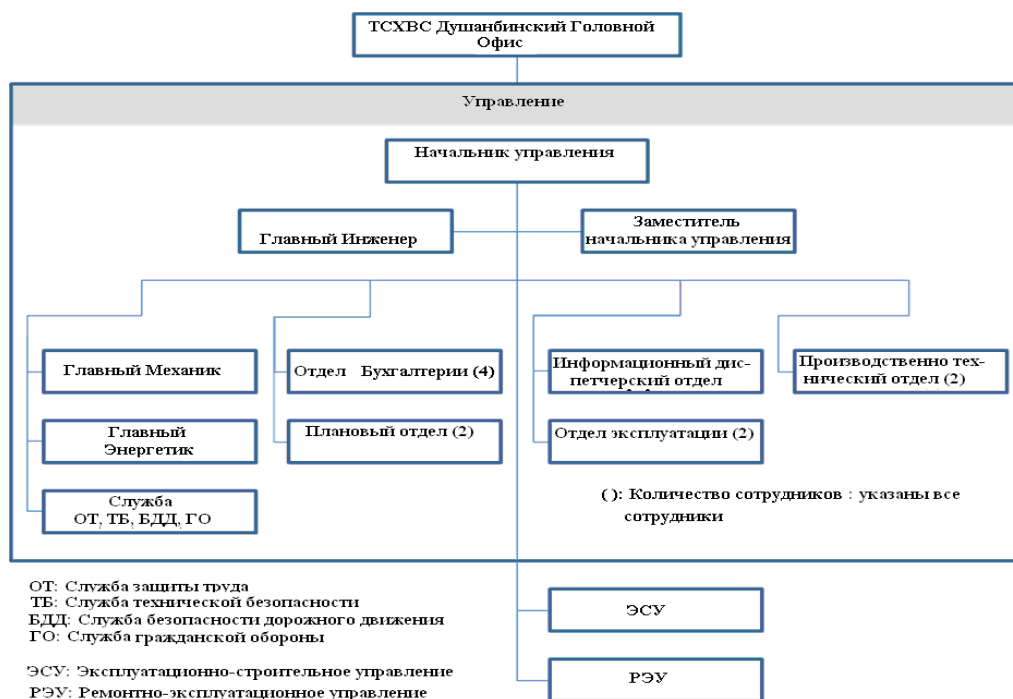 ТСХВС Душанбинский Головной
Офис
Управление
Начальник управления
Главный Инженер
Заместитель
начальника управления
Главный Механик
Отдел Бухгалтерии (4)
Информационный дис-
петчерский отдел
Производственно тех-
нический отдел (2)
Главный
Энергетик
Плановый отдел (2)
Отдел эксплуатации (2)
Служба
ОТ, ТБ, БДД, ГО
( ): Количество сотрудников : указаны все
сотрудники
ОТ: Служба защиты труда
ТБ: Служба технической безопасности
БДД: Служба безопасности дорожного движения
ГО: Служба гражданской обороны
ЭСУ
ЭСУ: Эксплуатационно-строительное управление
РЭУ: Ремонтно-эксплуатационное управление
РЭУ